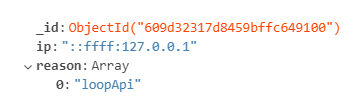 _id: ObjectId("609d32317d8459bffc649100")
ip: "::ffff:127.0.0.1"
reason: Array
0: "loopApi"